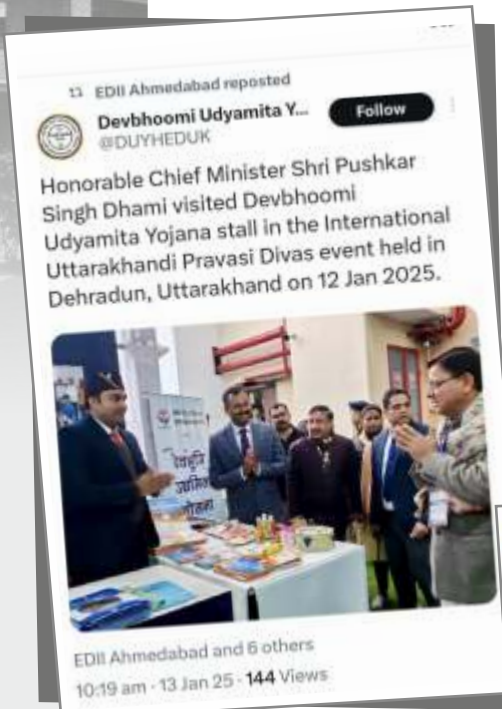 EDII Ahmedabad reposted
Devbhoomi Udyamita Y...
@DUYHEDUK
Follow
Honorable Chief Minister Shri Pushkar
Singh Dhami visited Devbhoomi
Udyamita Yojana stall in the International
Uttarakhandi Pravasi Divas event held in
Dehradun, Uttarakhand on 12 Jan 2025.
देवभूमि
योजना
EDII Ahmedabad and 6 others
10:19 am · 13 Jan 25 · 144 Views